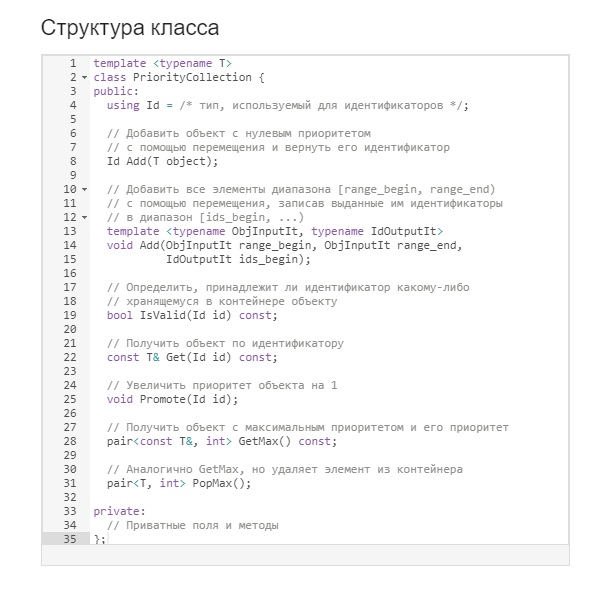 Структура класса
1 template <typename T>
2 class PriorityCollection {
3 public:
4 using Id = /* тип, используемый для идентификаторов */;
5
6 // Добавить объект с нулевым приоритетом
7 // с помощью перемещения и вернуть его идентификатор
8 Id Add(T object);
9
10 // Добавить все элементы диапазона [range_begin, range_end)
11 // с помощью перемещения, записав выданные им идентификаторы
12 // в диапазон [ids_begin, ...)
13 template <typename ObjInputIt, typename IdOutputIt>
14 void Add(ObjInputIt range_begin, ObjInputIt range_end,
15 IdOutputIt ids_begin);
16
17 // Определить, принадлежит ли идентификатор какому-либо
18 // хранящемуся в контейнере объекту
19 bool IsValid(Id id) const;
20
21 // Получить объект по идентификатору
22 const T& Get(Id id) const;
23
24 // Увеличить приоритет объекта на 1
25 void Promote(Id id);
26
27 // Получить объект с максимальным приоритетом и его приоритет
28 pair<const T&, int> GetMax() const;
29
30 // Аналогично GetMax, но удаляет элемент из контейнера
31 pair<T, int> PopMax();
32
33 private:
34 // Приватные поля и методы
35 };